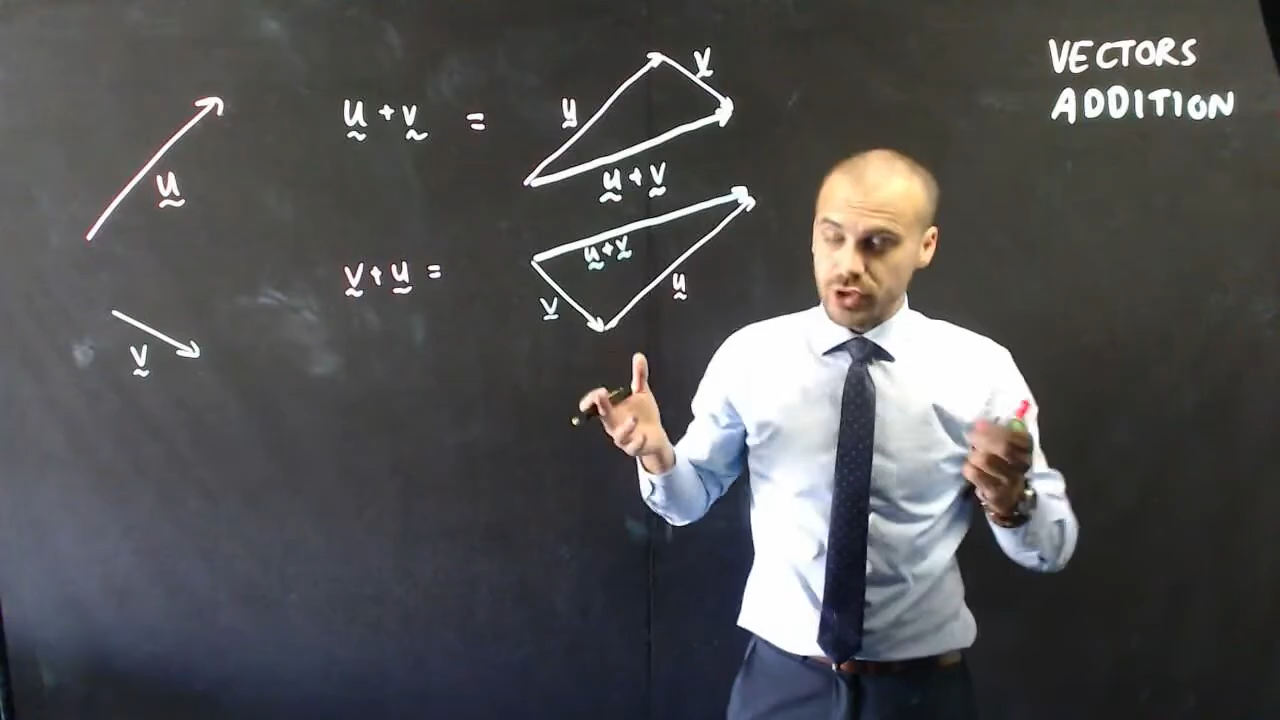 VECTORS
ADDITION
u
v
u + v =
u
v
u + v
v + u =
u + v
v
u